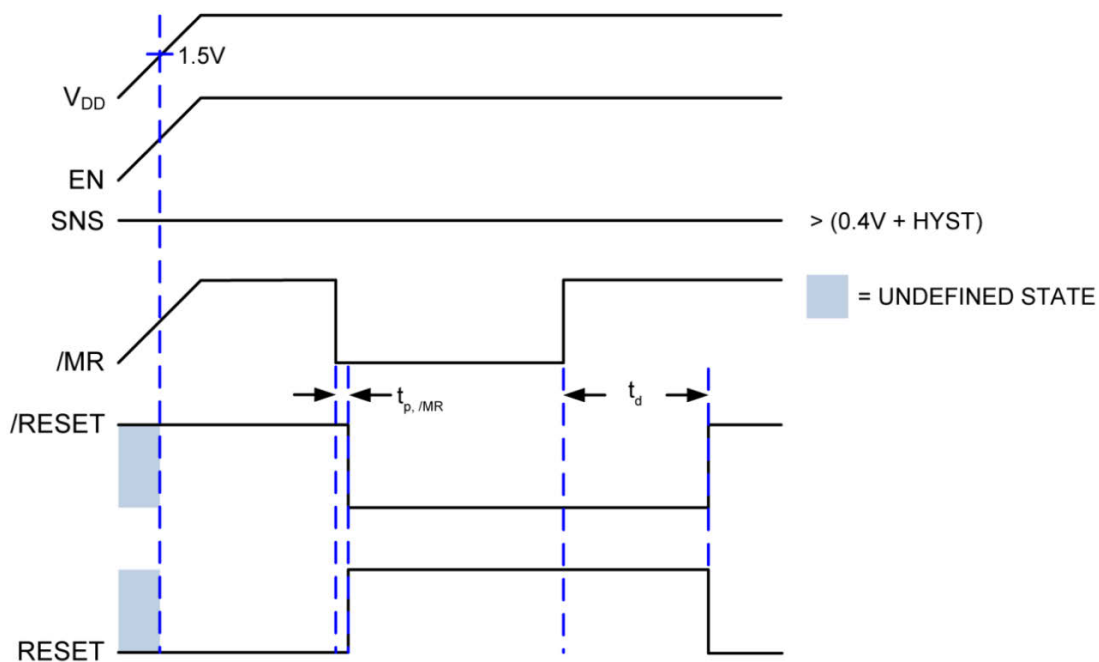 1.5V
VDD
EN
SNS
> (0.4V + HYST)
= UNDEFINED STATE
/MR
tp, /MR
td
/RESET
RESET